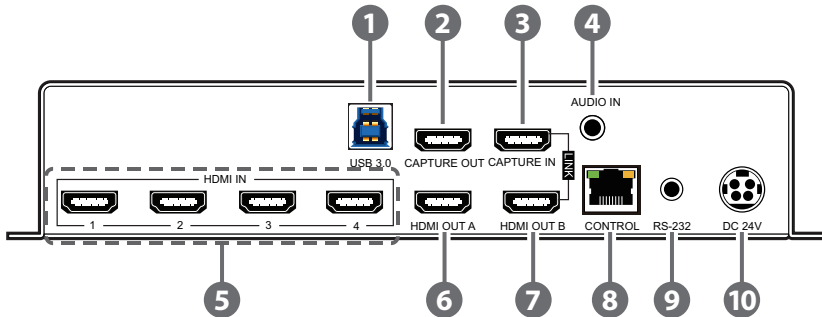 1 2 3 4
AUDIO IN
USB 3.0 CAPTURE OUT CAPTURE IN
LINK
HDMI IN
1 2 3 4
HDMI OUT A HDMI OUT B CONTROL RS-232 DC 24V
5 6 7 8 9 10